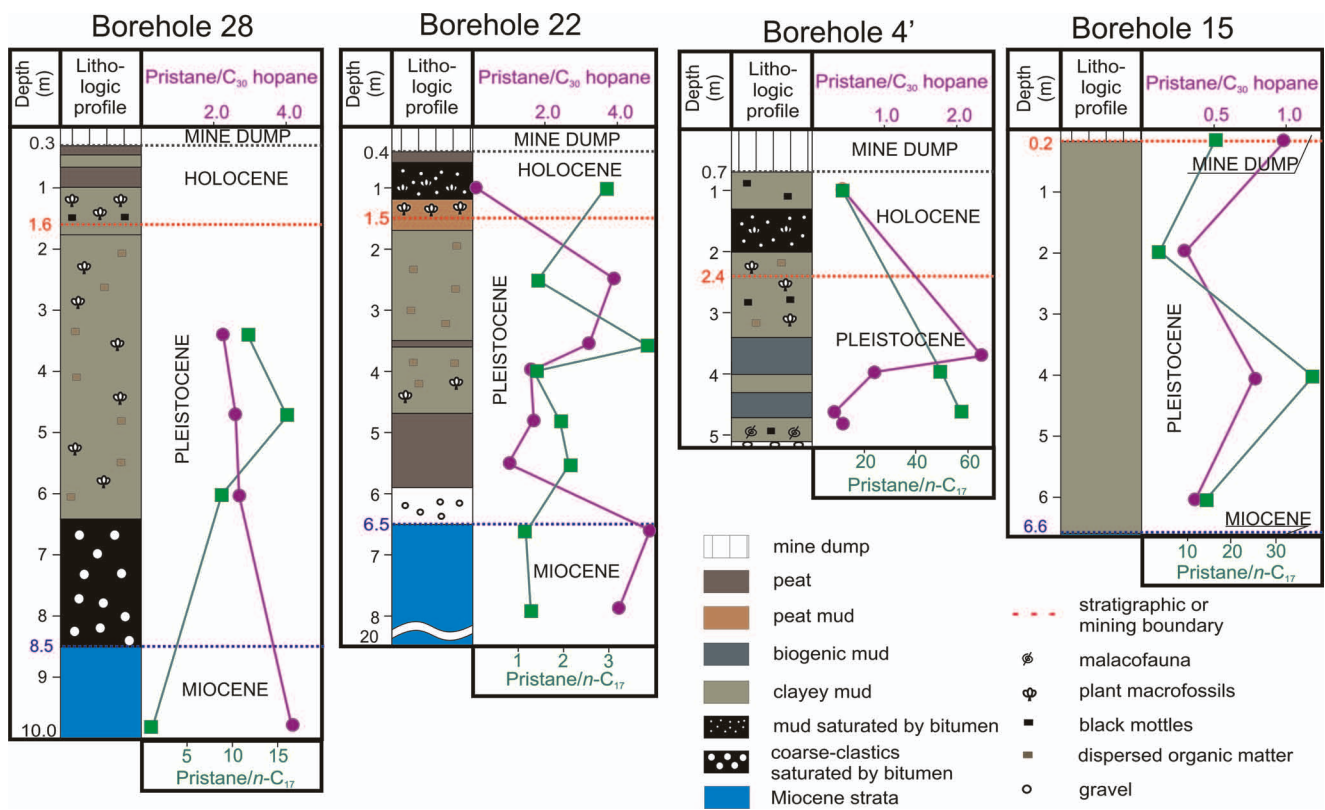 Borehole 28
Depth (m)
Litho-
logic
profile
Pristane/C₃₀ hopane
2.0 4.0
0.3
MINE DUMP
HOLOCENE
1
1.6
2
3
PLEISTOCENE
4
5
6
7
8
8.5
MIOCENE
9
10.0
5 10 15
Pristane/n-C₁₇
Borehole 22
Depth (m)
Litho-
logic
profile
Pristane/C₃₀ hopane
2.0 4.0
MINE DUMP
0.4
HOLOCENE
1
1.5
2
3
PLEISTOCENE
4
5
6
6.5
7
MIOCENE
8
20
1 2 3
Pristane/n-C₁₇
Borehole 4’
Depth
(m)
Litho-
logic
profile
Pristane/C₃₀ hopane
1.0 2.0
MINE DUMP
0.7
1
HOLOCENE
2
2.4
3
PLEISTOCENE
4
5
20 40 60
Pristane/n-C₁₇
Borehole 15
Depth
(m)
Litho-
logic
profile
Pristane/C₃₀ hopane
0.5 1.0
0.2
MINE DUMP
1
2
3
PLEISTOCENE
4
5
6
MIOCENE
6.6
10 20 30
Pristane/n-C₁₇
mine dump
peat
peat mud
biogenic mud
clayey mud
mud saturated by bitumen
coarse-clastics
saturated by bitumen
Miocene strata
stratigraphic or
mining boundary
malacofauna
plant macrofossils
black mottles
dispersed organic matter
gravel